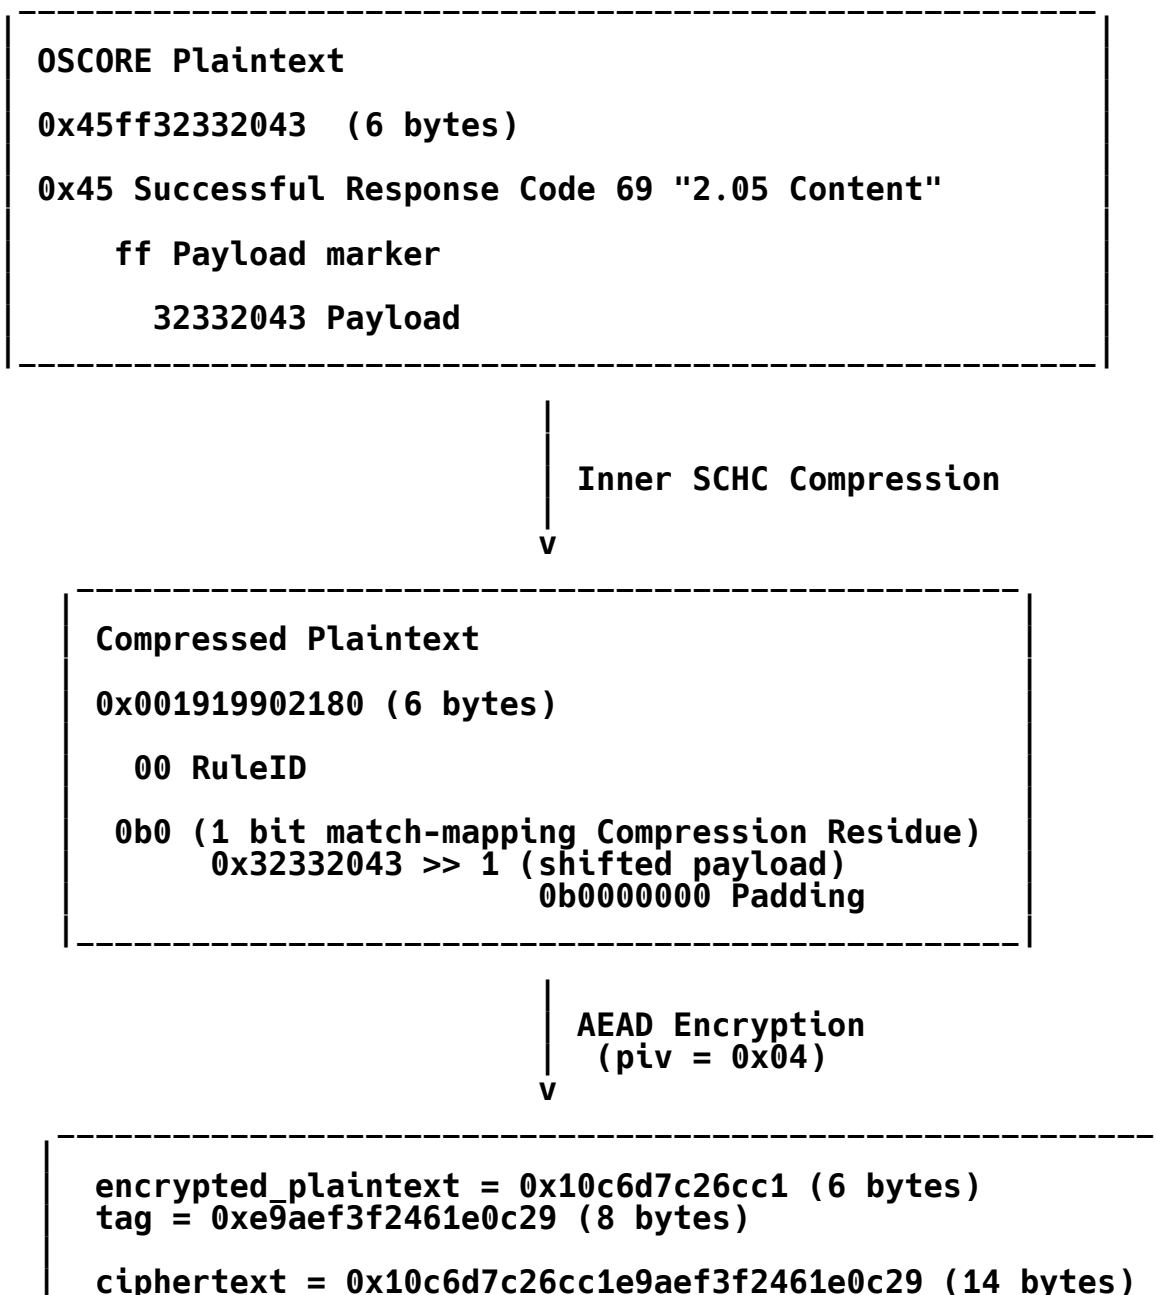 OSCORE Plaintext
0x45ff32332043  (6 bytes)
0x45 Successful Response Code 69 "2.05 Content"
ff Payload marker
32332043 Payload
Inner SCHC Compression
v
Compressed Plaintext
0x001919902180 (6 bytes)
00 RuleID
0b0 (1 bit match-mapping Compression Residue)
0x32332043 >> 1 (shifted payload)
0b0000000 Padding
AEAD Encryption
(piv = 0x04)
v
encrypted_plaintext = 0x10c6d7c26cc1 (6 bytes)
tag = 0xe9aef3f2461e0c29 (8 bytes)
ciphertext = 0x10c6d7c26cc1e9aef3f2461e0c29 (14 bytes)